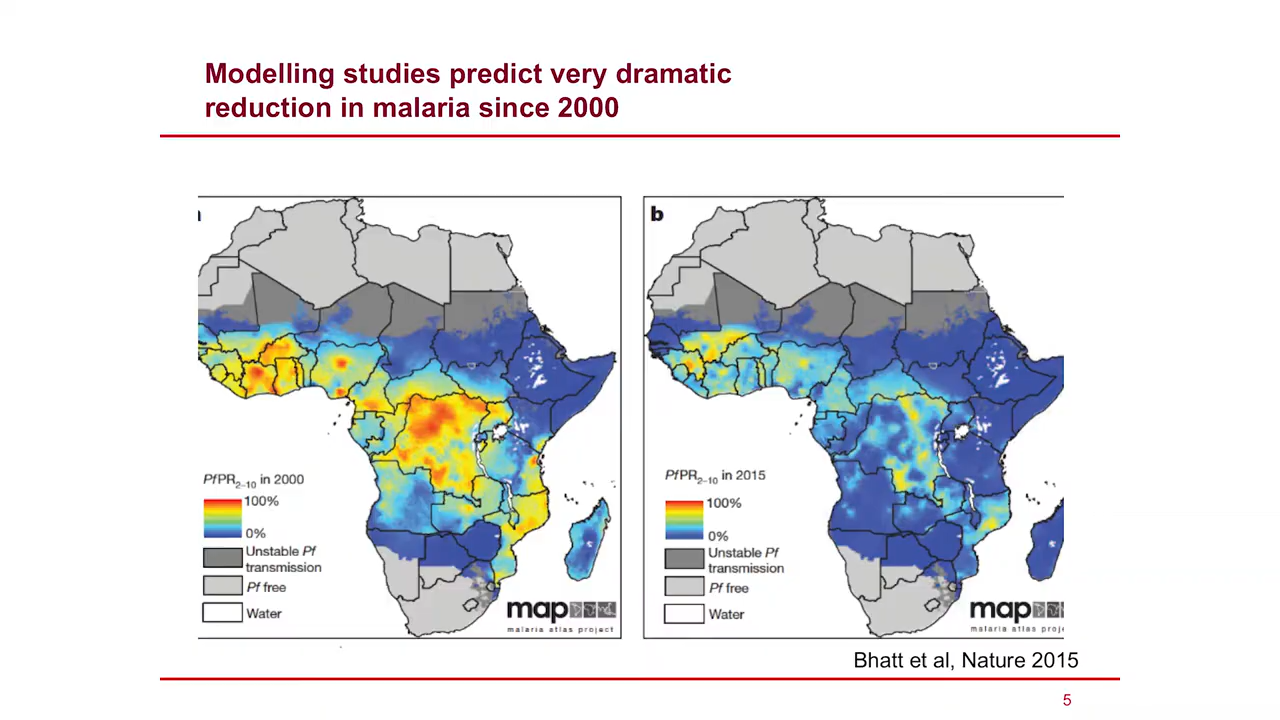 Modelling studies predict very dramatic
reduction in malaria since 2000
PfPR2–10 in 2000
100%
0%
Unstable Pf
transmission
Pf free
Water
map
malaria atlas project
b
PfPR2–10 in 2015
100%
0%
Unstable Pf
transmission
Pf free
Water
map
malaria atlas proje
Bhatt et al, Nature 2015
5